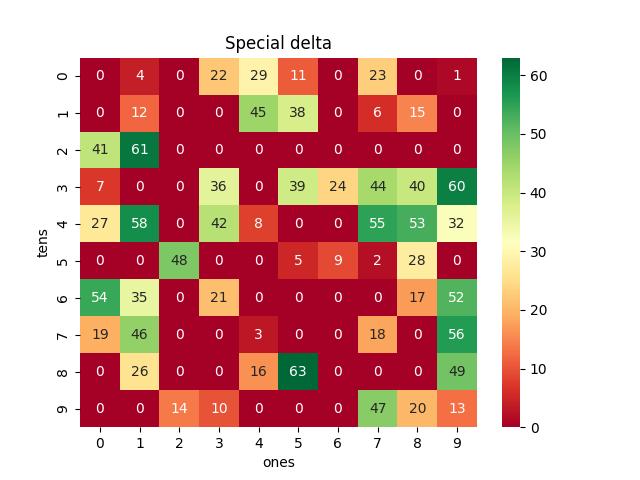 Special delta
0 0 4 0 22 29 11 0 23 0 1
1 0 12 0 0 45 38 0 6 15 0
2 41 61 0 0 0 0 0 0 0 0
3 7 0 0 36 0 39 24 44 40 60
4 27 58 0 42 8 0 0 55 53 32
5 0 0 48 0 0 5 9 2 28 0
6 54 35 0 21 0 0 0 0 17 52
7 19 46 0 0 3 0 0 18 0 56
8 0 26 0 0 16 63 0 0 0 49
9 0 0 14 10 0 0 0 47 20 13
0 1 2 3 4 5 6 7 8 9
ones
tens
60
50
40
30
20
10
0